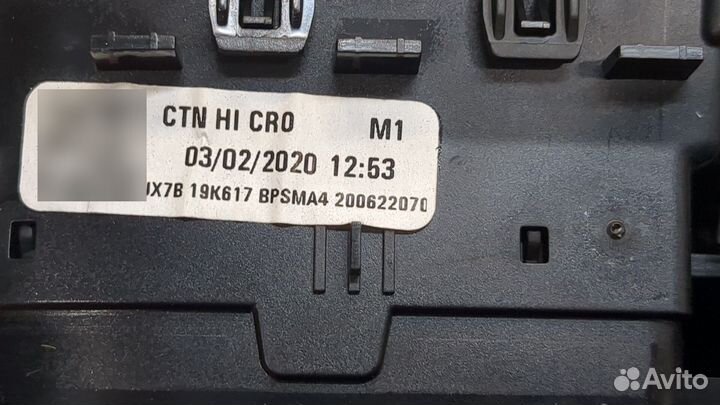 CTN HI CRO M1
03/02/2020 12:53
JX7B 19K617 BPSMA4 200622070
Avito